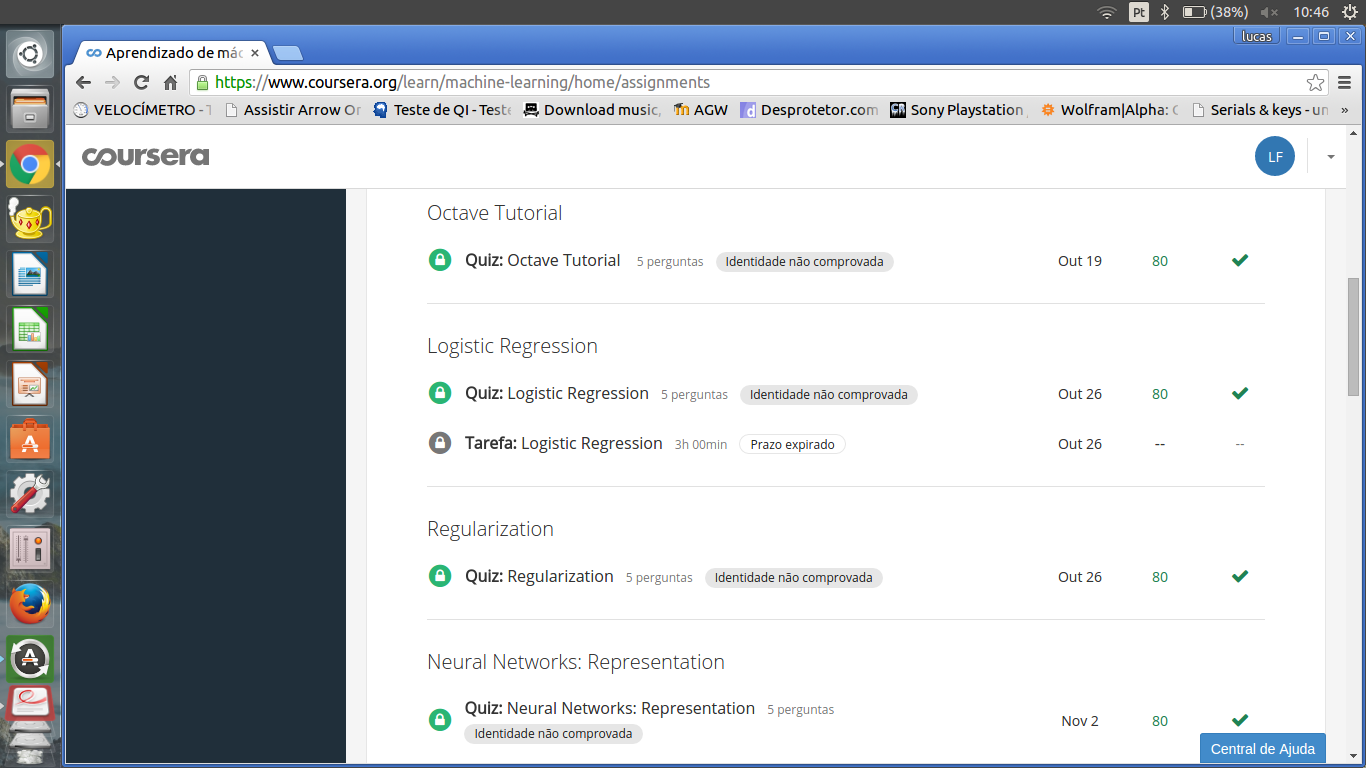 Pt (38%) 10:46
lucas
Aprendizado de mác
https://www.coursera.org/learn/machine-learning/home/assignments
VELOCÍMETRO - T Assistir Arrow Or Teste de QI - Teste Download music, AGW Desprotetor.com Sony Playstation Wolfram|Alpha: C Serials & keys - un »
coursera LF
Octave Tutorial
Quiz: Octave Tutorial 5 perguntas Identidade não comprovada Out 19 80
Logistic Regression
Quiz: Logistic Regression 5 perguntas Identidade não comprovada Out 26 80
Tarefa: Logistic Regression 3h 00min Prazo expirado Out 26 -- --
Regularization
Quiz: Regularization 5 perguntas Identidade não comprovada Out 26 80
Neural Networks: Representation
Quiz: Neural Networks: Representation 5 perguntas
Identidade não comprovada
Nov 2 80
Central de Ajuda